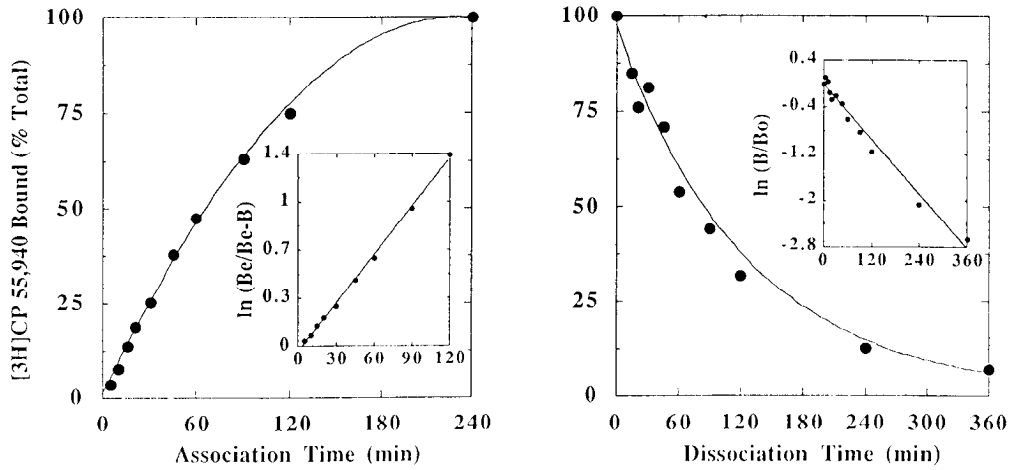 [3H]CP 55,940 Bound (% Total)
100
75
50
25
0
0 60 120 180 240
Association Time (min)
ln (Be/Be-B)
1.4
1
0.7
0.3
0
0 30 60 90 120
100
75
50
25
0
0 60 120 180 240 300 360
Dissociation Time (min)
ln (B/Bo)
0.4
-0.4
-1.2
-2
-2.8
0 120 240 360